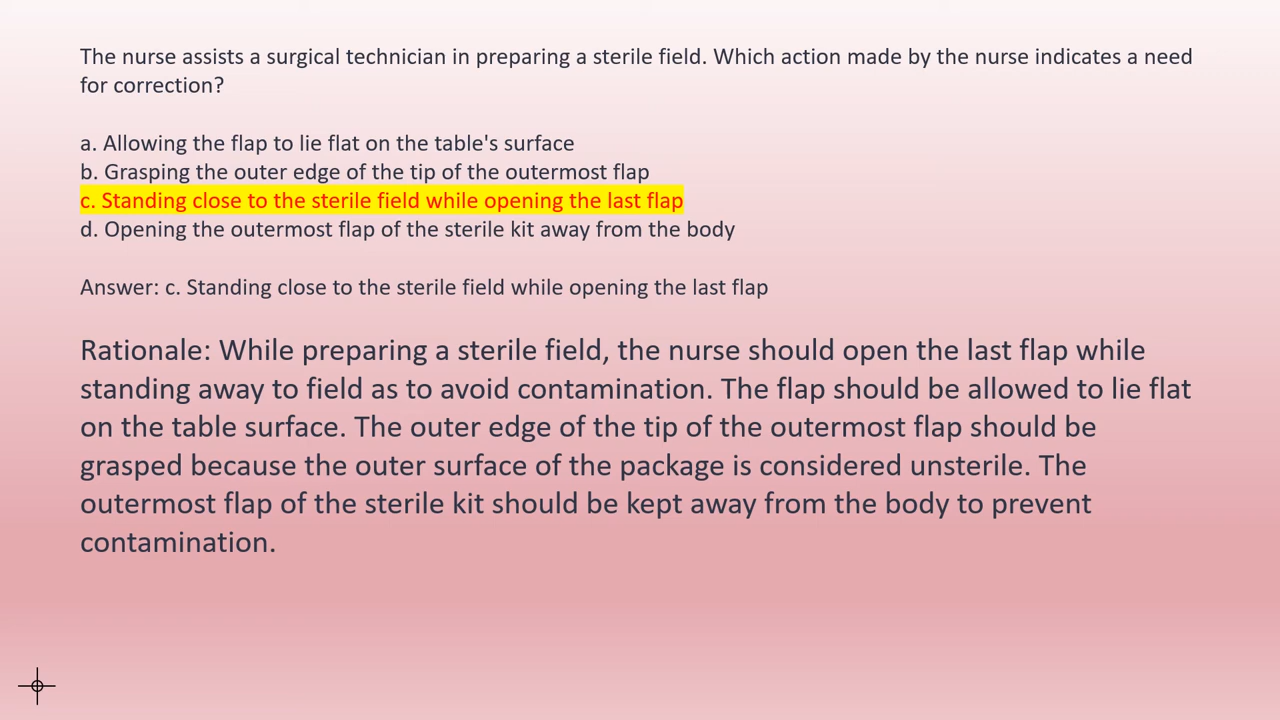 The nurse assists a surgical technician in preparing a sterile field. Which action made by the nurse indicates a need
for correction?
a. Allowing the flap to lie flat on the table's surface
b. Grasping the outer edge of the tip of the outermost flap
c. Standing close to the sterile field while opening the last flap
d. Opening the outermost flap of the sterile kit away from the body
Answer: c. Standing close to the sterile field while opening the last flap
Rationale: While preparing a sterile field, the nurse should open the last flap while
standing away to field as to avoid contamination. The flap should be allowed to lie flat
on the table surface. The outer edge of the tip of the outermost flap should be
grasped because the outer surface of the package is considered unsterile. The
outermost flap of the sterile kit should be kept away from the body to prevent
contamination.